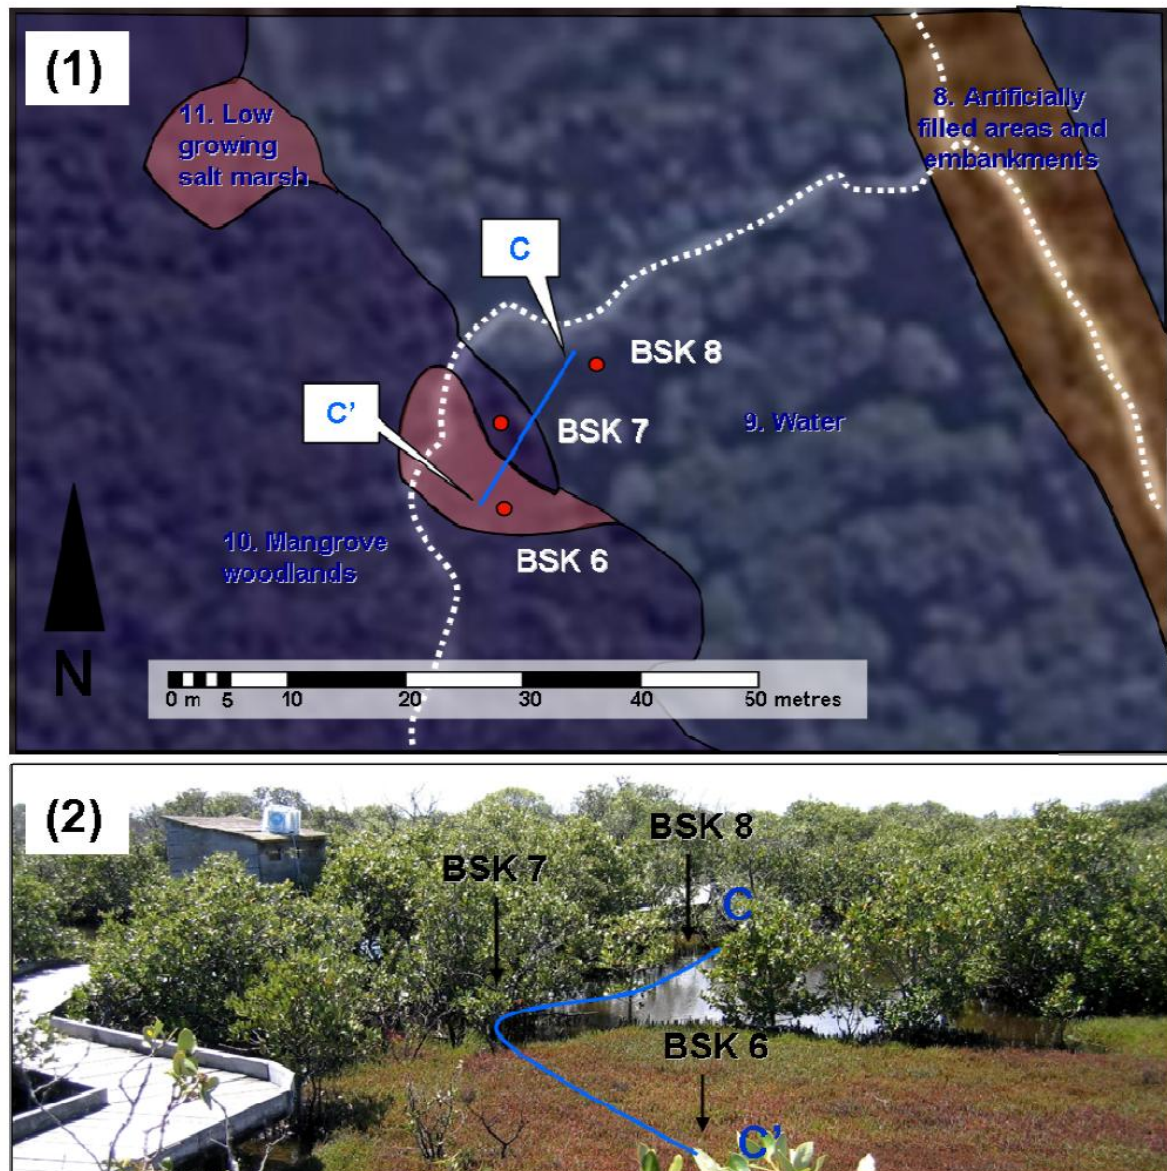 (1)
11. Low
growing
salt marsh
8. Artificially
filled areas and
embankments
C
BSK 8
C'
BSK 7
9. Water
10. Mangrove
woodlands
BSK 6
N
0 m 5 10 20 30 40 50 metres
(2)
BSK 8
BSK 7
C
BSK 6
C'